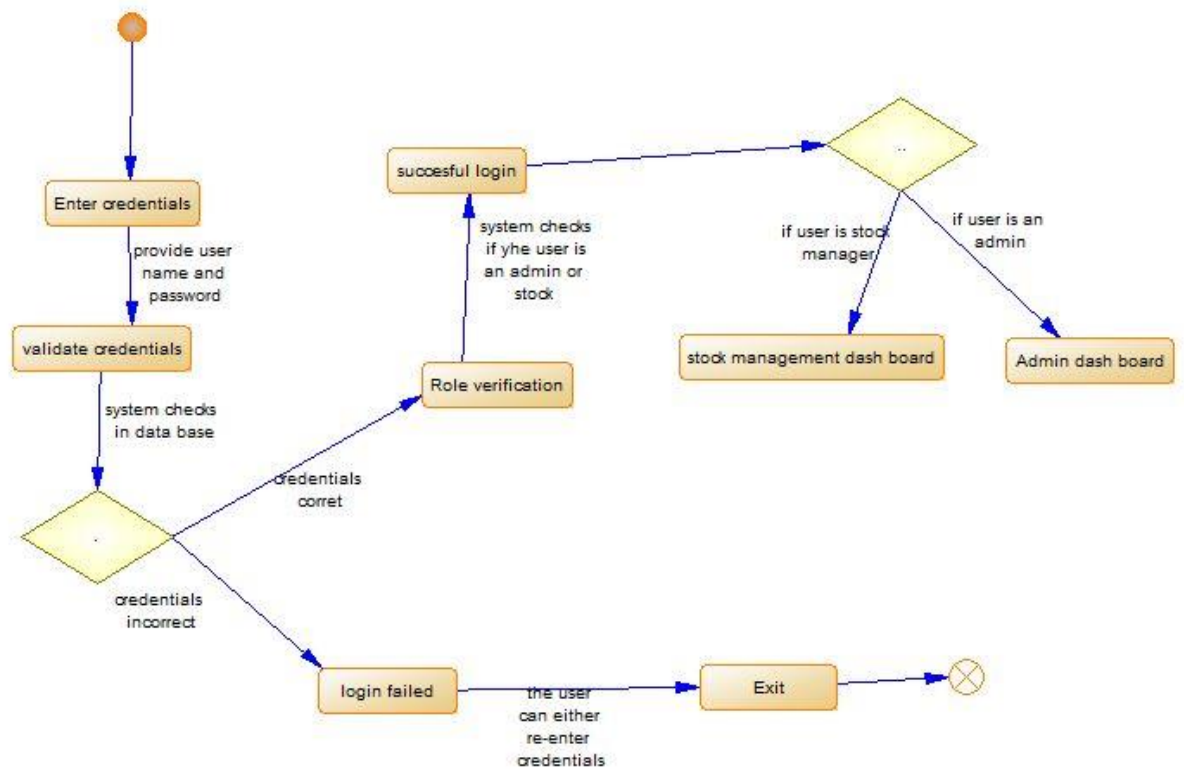 Enter credentials
provide user
name and
password
validate credentials
system checks
in data base
.
credentials
corret
credentials
incorrect
Role verification
system checks
if yhe user is
an admin or
stock
succesful login
..
if user is stock
manager
if user is an
admin
stock management dash board
Admin dash board
login failed
the user
can either
re-enter
credentials
Exit